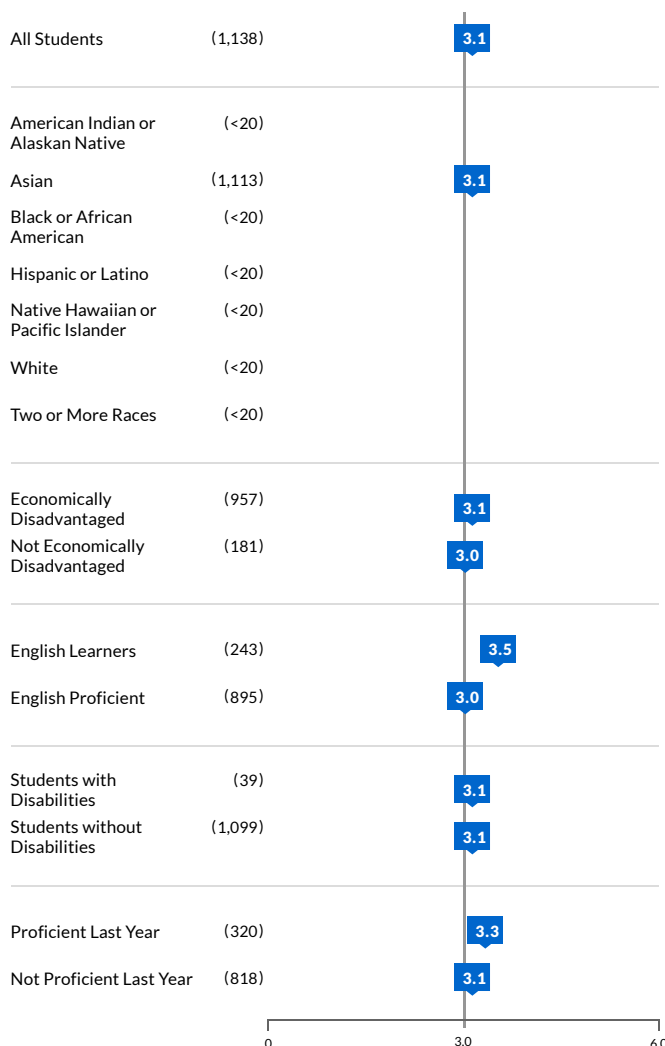 All Students (1,138) 3.1
American Indian or (<20)
Alaskan Native
Asian (1,113) 3.1
Black or African (<20)
American
Hispanic or Latino (<20)
Native Hawaiian or (<20)
Pacific Islander
White (<20)
Two or More Races (<20)
Economically (957) 3.1
Disadvantaged
Not Economically (181) 3.0
Disadvantaged
English Learners (243) 3.5
English Proficient (895) 3.0
Students with (39) 3.1
Disabilities
Students without (1,099) 3.1
Disabilities
Proficient Last Year (320) 3.3
Not Proficient Last Year (818) 3.1
0 3.0 6.0